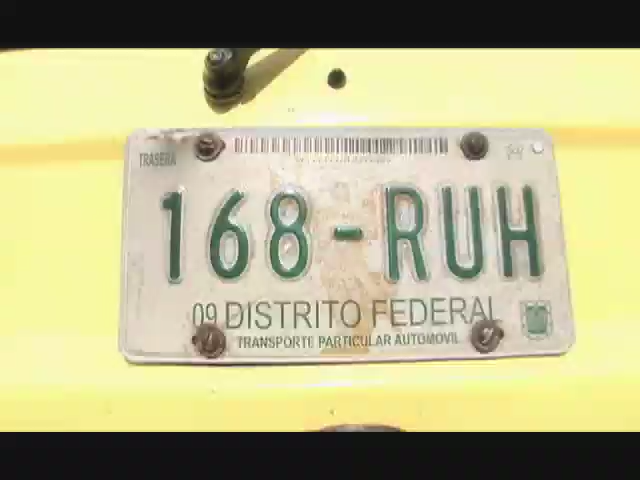 TRASERA
168-RUH
09 DISTRITO FEDERAL
TRANSPORTE PARTICULAR AUTOMOVIL